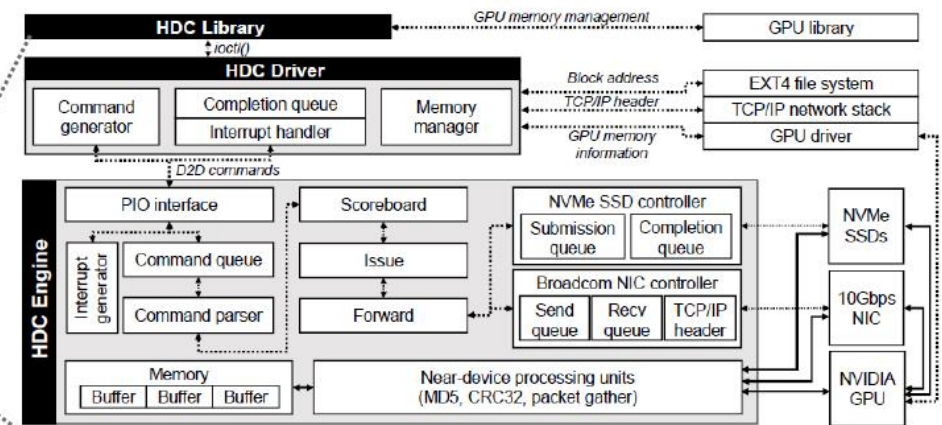 GPU memory management
HDC Library
GPU library
ioctl()
HDC Driver
Command generator
Completion queue
Interrupt handler
Memory manager
Block address
TCP/IP header
GPU memory information
EXT4 file system
TCP/IP network stack
GPU driver
D2D commands
HDC Engine
PIO interface
Interrupt generator
Command queue
Command parser
Scoreboard
Issue
Forward
NVMe SSD controller
Submission queue
Completion queue
Broadcom NIC controller
Send queue
Recv queue
TCP/IP header
NVMe SSDs
10Gbps NIC
NVIDIA GPU
Memory
Buffer Buffer Buffer
Near-device processing units
(MD5, CRC32, packet gather)